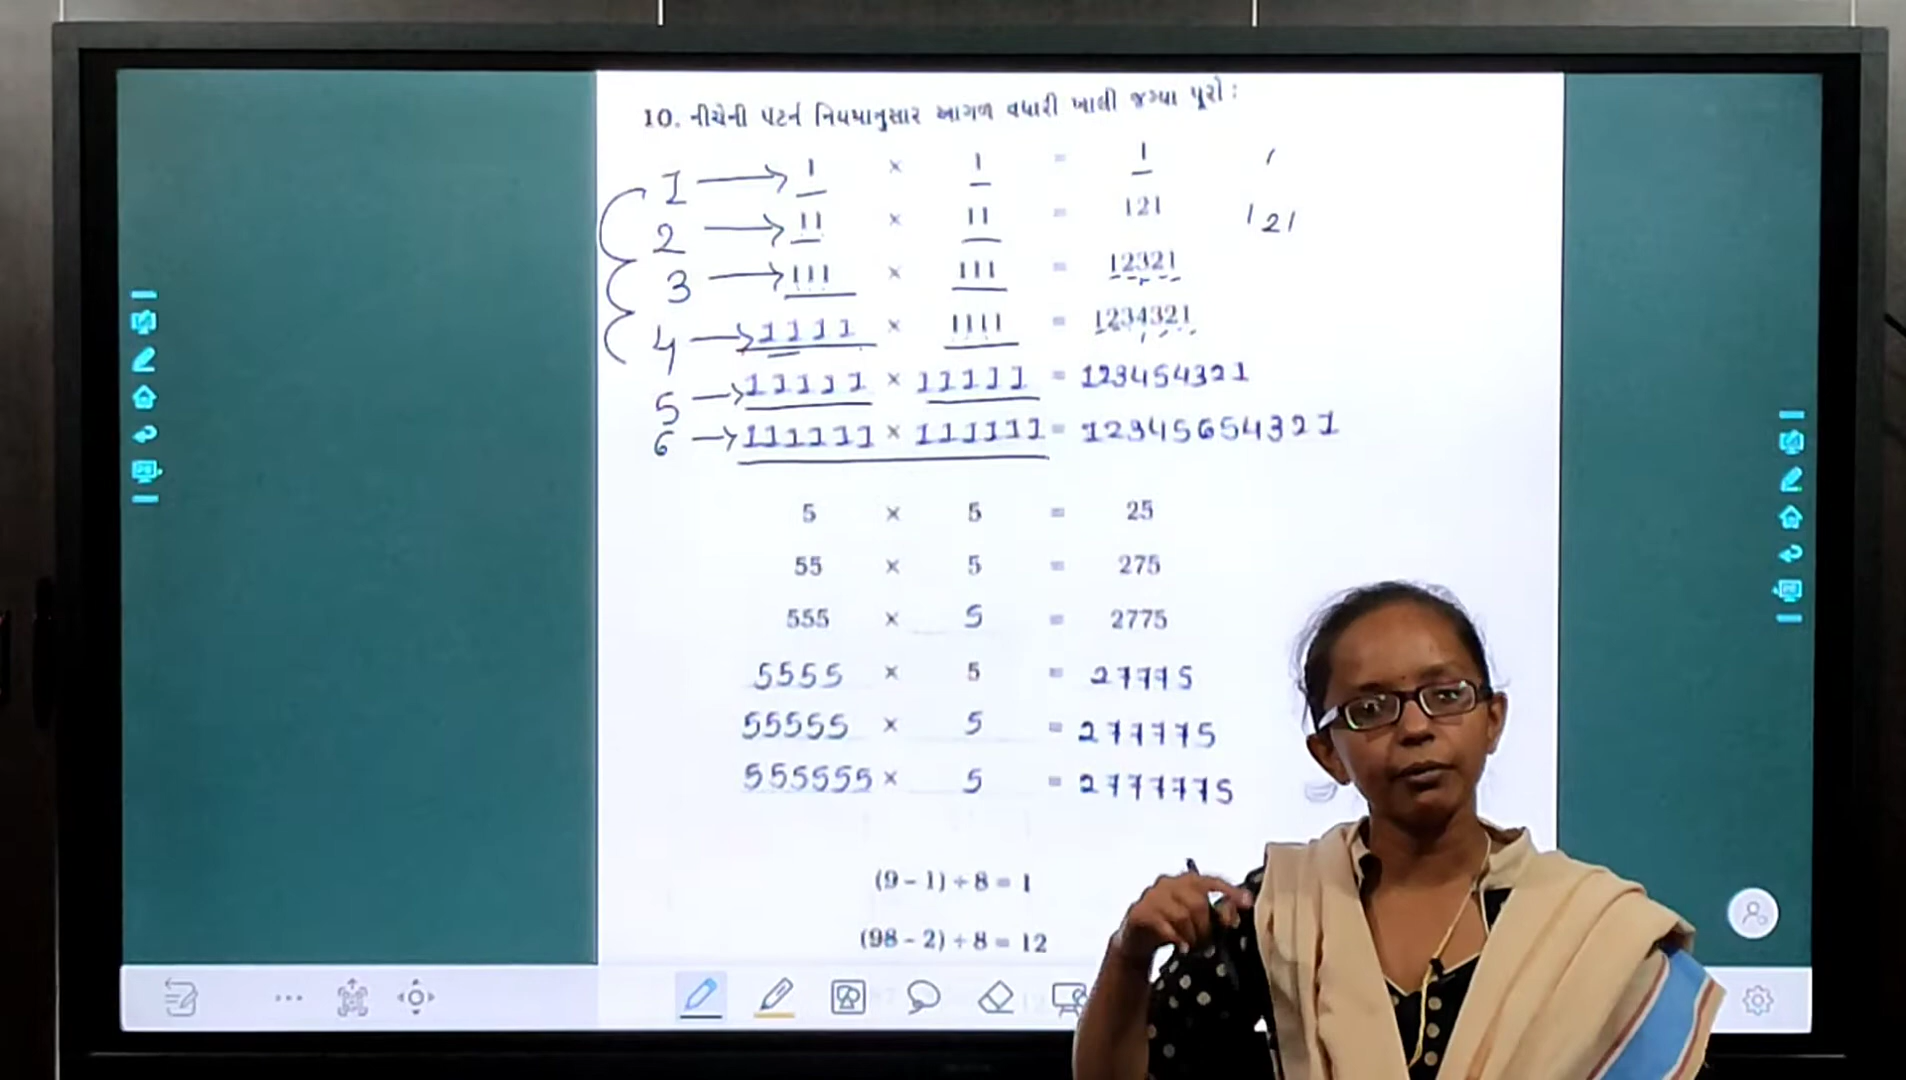 10. નીચેની પેટર્ન નિયમાનુસાર આગળ વધારી ખાલી જગ્યા પૂરો :
1 → 1 × 1 = 1 1
2 → 11 × 11 = 121 121
3 → 111 × 111 = 12321
4 → 1111 × 1111 = 1234321
5 → 11111 × 11111 = 123454321
6 → 111111 × 111111 = 12345654321
5 × 5 = 25
55 × 5 = 275
555 × 5 = 2775
5555 × 5 = 27775
55555 × 5 = 277775
555555 × 5 = 2777775
(9 – 1) ÷ 8 = 1
(98 – 2) ÷ 8 = 12